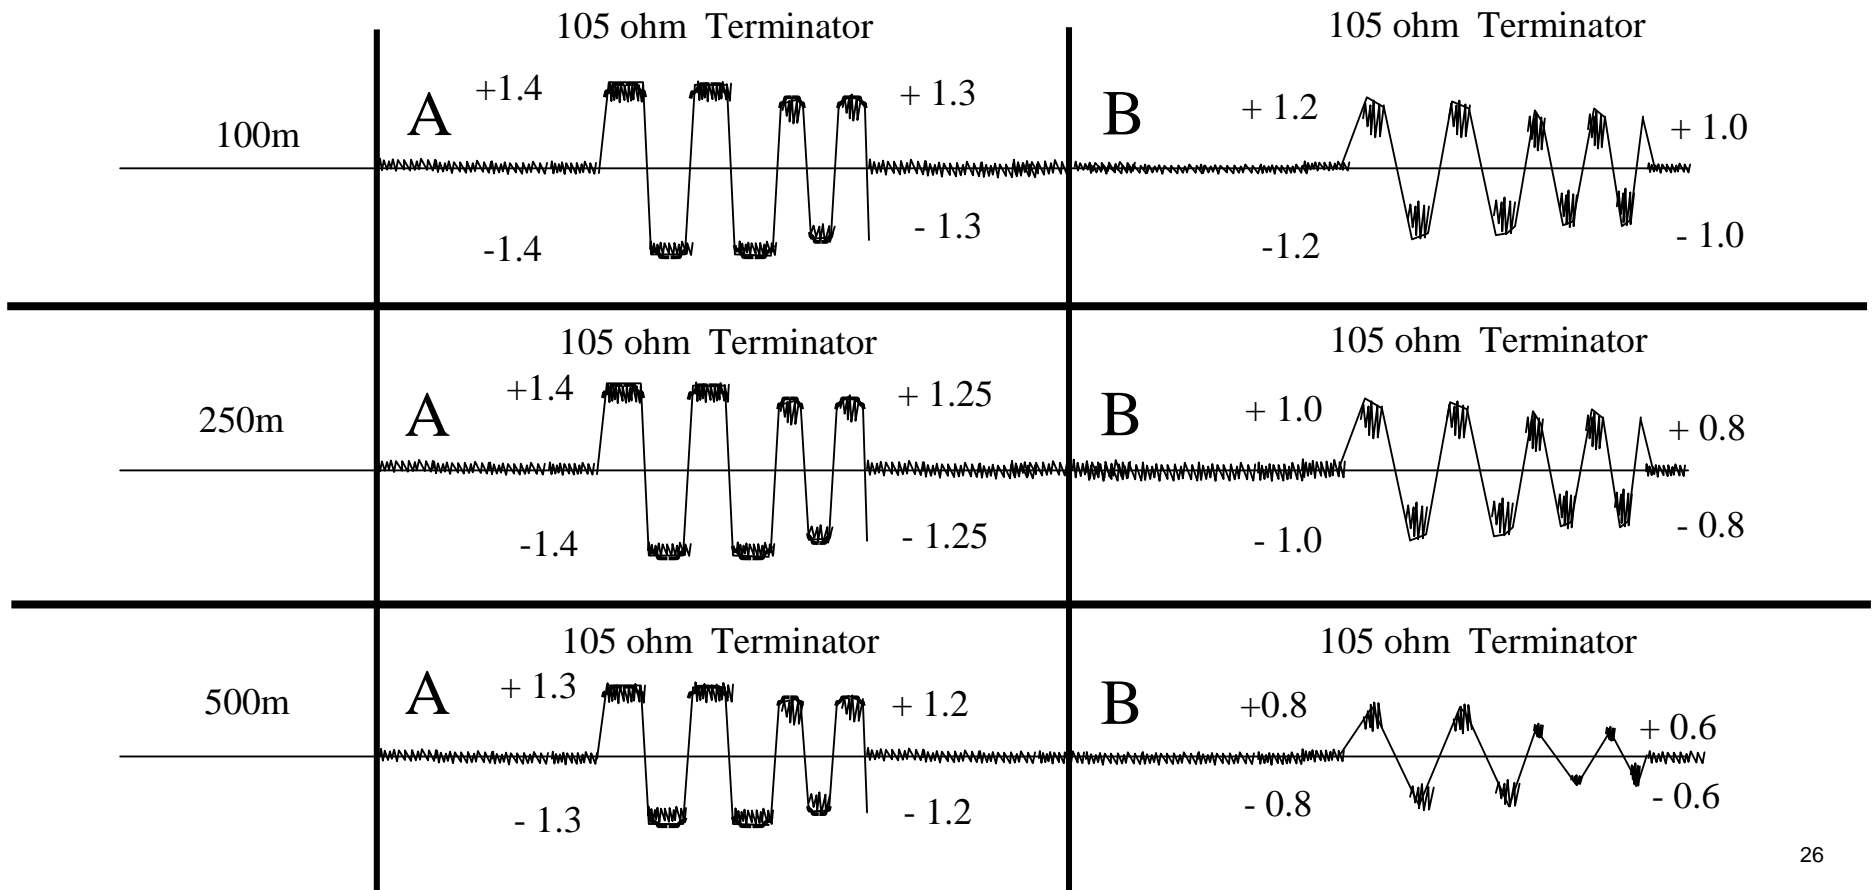 105 ohm  Terminator
105 ohm  Terminator
100m
A
+1.4
+ 1.3
-1.4
- 1.3
B
+ 1.2
+ 1.0
-1.2
- 1.0
105 ohm  Terminator
105 ohm  Terminator
250m
A
+1.4
+ 1.25
-1.4
- 1.25
B
+ 1.0
+ 0.8
- 1.0
- 0.8
105 ohm  Terminator
105 ohm  Terminator
500m
A
+ 1.3
+ 1.2
- 1.3
- 1.2
B
+0.8
+ 0.6
- 0.8
- 0.6
26